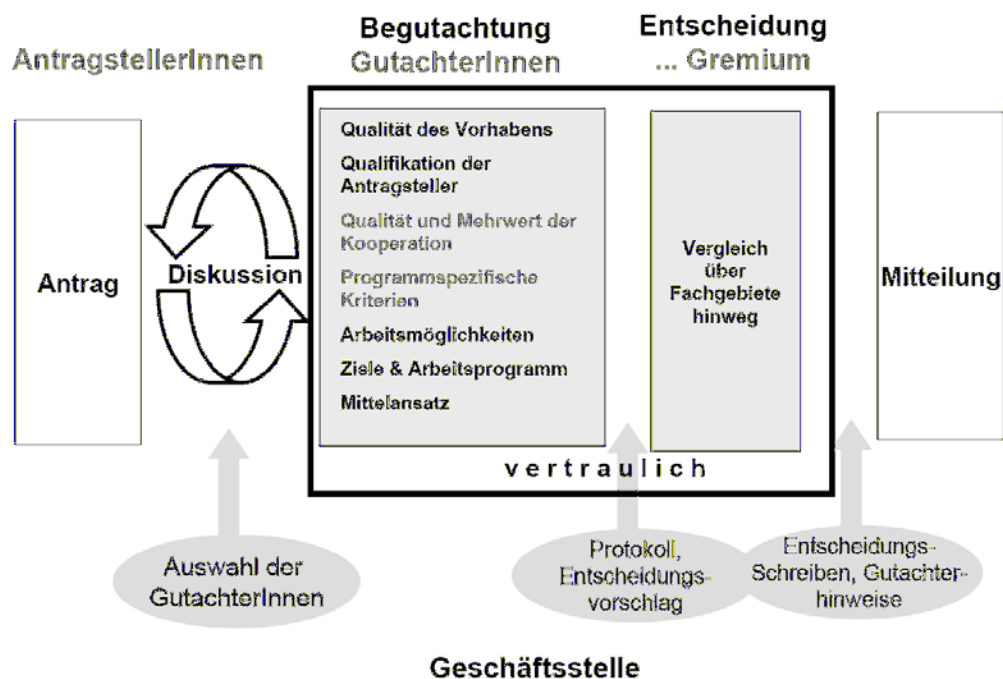 Begutachtung
Entscheidung
AntragstellerInnen
GutachterInnen
... Gremium
Antrag
Diskussion
Qualität des Vorhabens
Qualifikation der
Antragsteller
Qualität und Mehrwert der
Kooperation
Programmspezifische
Kriterien
Arbeitsmöglichkeiten
Ziele & Arbeitsprogramm
Mittelansatz
Vergleich
über
Fachgebiete
hinweg
Mitteilung
vertraulich
Auswahl der
GutachterInnen
Protokoll,
Entscheidungs-
vorschlag
Entscheidungs-
Schreiben, Gutachter-
hinweise
Geschäftsstelle